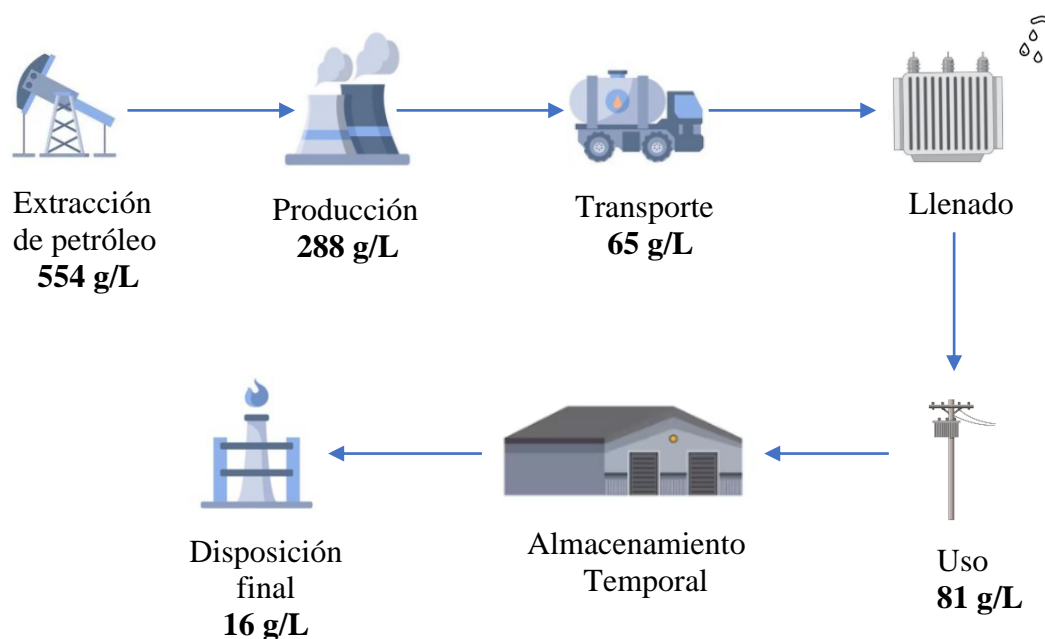 Extracción
de petróleo
554 g/L
Producción
288 g/L
Transporte
65 g/L
Llenado
Uso
81 g/L
Almacenamiento
Temporal
Disposición
final
16 g/L